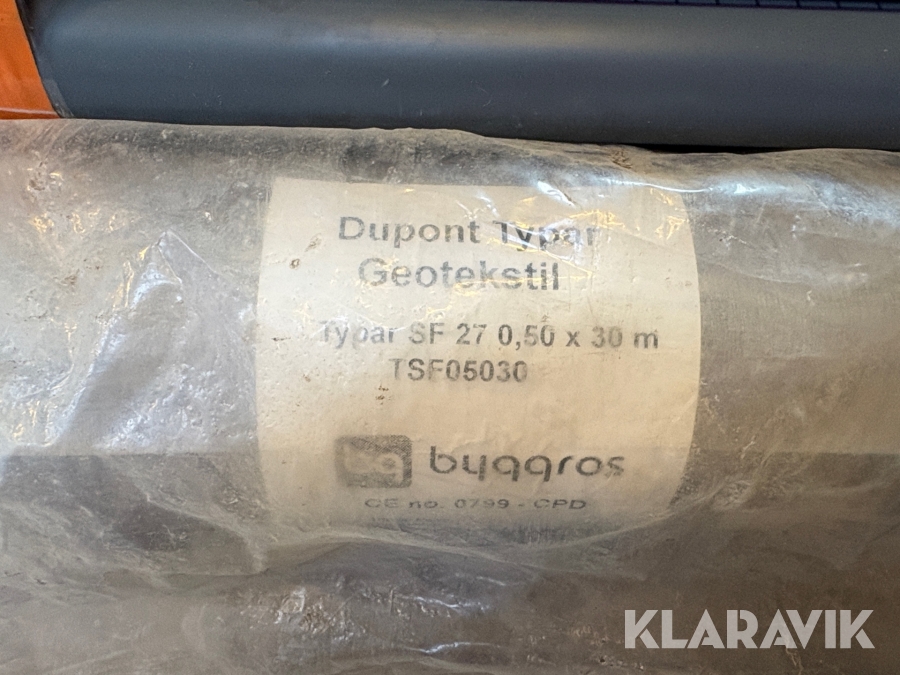 Dupont Typar
Geotekstil
Typar SF 27 0,50 x 30 m
TSF05030
bg byggros
CE no. 0799 - CPD
KLARAVIK